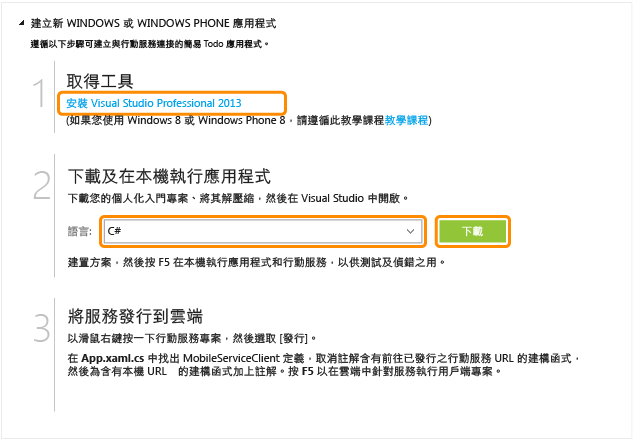 建立新 WINDOWS 或 WINDOWS PHONE 應用程式
遵循以下步驟可建立與行動服務連接的簡易 Todo 應用程式。
1 取得工具
安裝 Visual Studio Professional 2013
(如果您使用 Windows 8 或 Windows Phone 8，請遵循此教學課程教學課程)
2 下載及在本機執行應用程式
下載您的個人化入門專案、將其解壓縮，然後在 Visual Studio 中開啟。
語言: C# 下載
建置方案，然後按 F5 在本機執行應用程式和行動服務，以供測試及偵錯之用。
3 將服務發行到雲端
以滑鼠右鍵按一下行動服務專案，然後選取 [發行]。
在 App.xaml.cs 中找出 MobileServiceClient 定義，取消註解含有前往已發行之行動服務 URL 的建構函式，
然後為含有本機 URL 的建構函式加上註解。按 F5 以在雲端中針對服務執行用戶端專案。